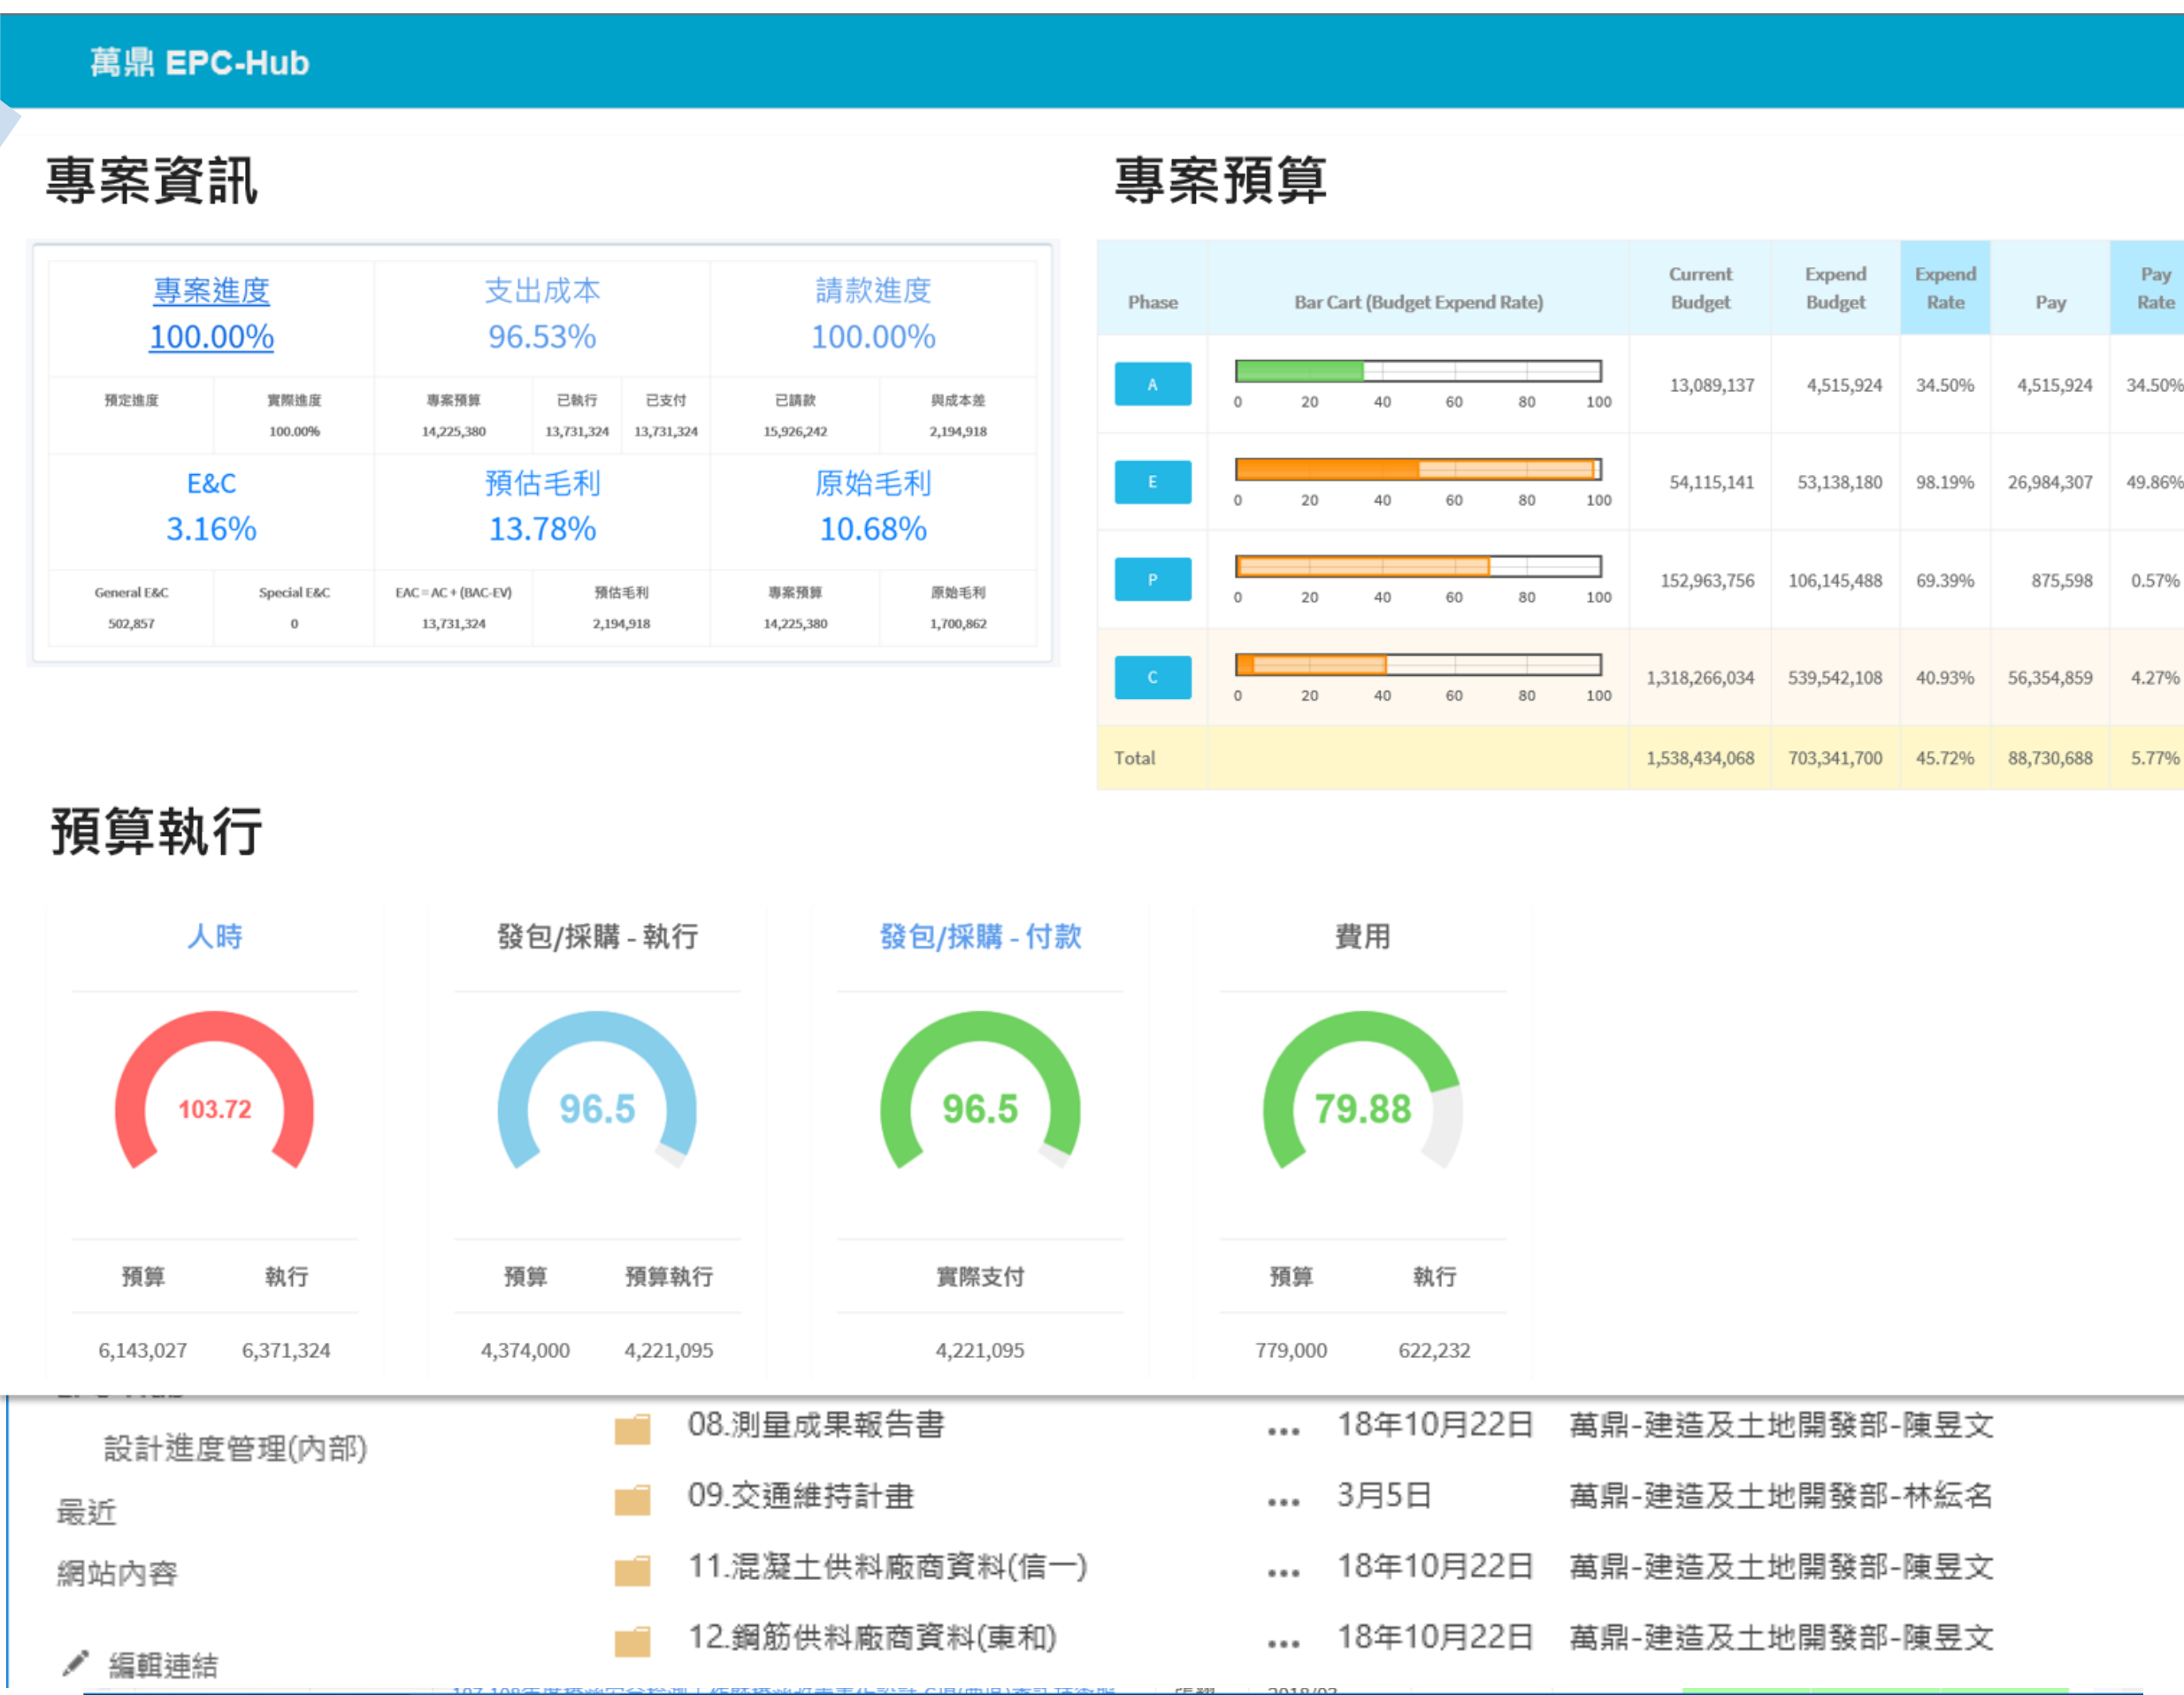 萬鼎 EPC-Hub
專案資訊
專案進度 支出成本 請款進度
100.00% 96.53% 100.00%
預定進度 實際進度 專案預算 已執行 已支付 已請款 與成本差
100.00% 14,225,380 13,731,324 13,731,324 15,926,242 2,194,918
E&C 預估毛利 原始毛利
3.16% 13.78% 10.68%
General E&C Special E&C EAC = AC + (BAC-EV) 預估毛利 專案預算 原始毛利
502,857 0 13,731,324 2,194,918 14,225,380 1,700,862
專案預算
Phase Bar Cart (Budget Expend Rate) Current Budget Expend Budget Expend Rate Pay Pay Rate
A 13,089,137 4,515,924 34.50% 4,515,924 34.50%
0 20 40 60 80 100
E 54,115,141 53,138,180 98.19% 26,984,307 49.86%
0 20 40 60 80 100
P 152,963,756 106,145,488 69.39% 875,598 0.57%
0 20 40 60 80 100
C 1,318,266,034 539,542,108 40.93% 56,354,859 4.27%
0 20 40 60 80 100
Total 1,538,434,068 703,341,700 45.72% 88,730,688 5.77%
預算執行
人時 發包/採購 - 執行 發包/採購 - 付款 費用
103.72 96.5 96.5 79.88
預算 執行 預算 預算執行 實際支付 預算 執行
6,143,027 6,371,324 4,374,000 4,221,095 4,221,095 779,000 622,232
設計進度管理(內部)
最近
網站內容
編輯連結
08.測量成果報告書 ... 18年10月22日 萬鼎-建造及土地開發部-陳昱文
09.交通維持計畫 ... 3月5日 萬鼎-建造及土地開發部-林紜名
11.混凝土供料廠商資料(信一) ... 18年10月22日 萬鼎-建造及土地開發部-陳昱文
12.鋼筋供料廠商資料(東和) ... 18年10月22日 萬鼎-建造及土地開發部-陳昱文